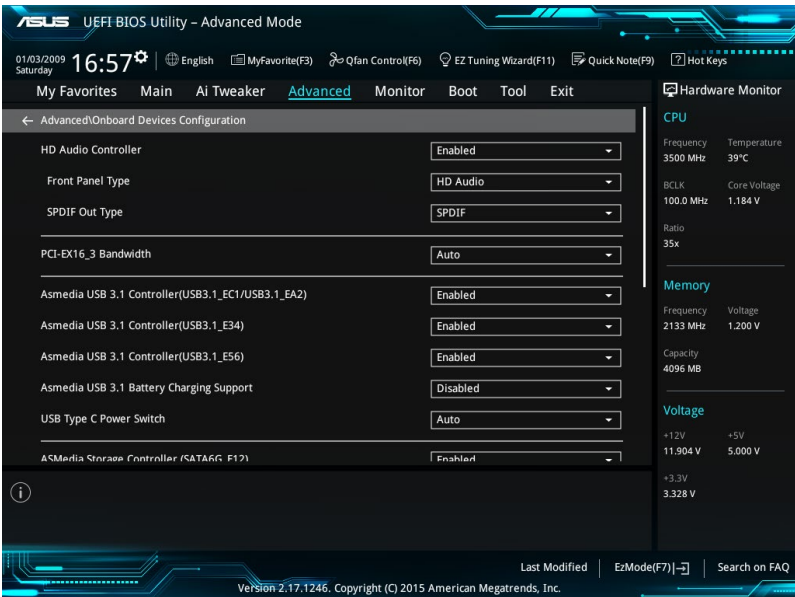 ASUS UEFI BIOS Utility – Advanced Mode
01/03/2009
Saturday
16:57
English
MyFavorite(F3)
Qfan Control(F6)
EZ Tuning Wizard(F11)
Quick Note(F9)
? Hot Keys
My Favorites Main Ai Tweaker Advanced Monitor Boot Tool Exit
← Advanced\Onboard Devices Configuration
HD Audio Controller Enabled
Front Panel Type HD Audio
SPDIF Out Type SPDIF
PCI-EX16_3 Bandwidth Auto
Asmedia USB 3.1 Controller(USB3.1_EC1/USB3.1_EA2) Enabled
Asmedia USB 3.1 Controller(USB3.1_E34) Enabled
Asmedia USB 3.1 Controller(USB3.1_E56) Enabled
Asmedia USB 3.1 Battery Charging Support Disabled
USB Type C Power Switch Auto
ASMedia Storage Controller (SATA6G_E12) Enabled
Hardware Monitor
CPU
Frequency Temperature
3500 MHz 39°C
BCLK Core Voltage
100.0 MHz 1.184 V
Ratio
35x
Memory
Frequency Voltage
2133 MHz 1.200 V
Capacity
4096 MB
Voltage
+12V +5V
11.904 V 5.000 V
+3.3V
3.328 V
i
Last Modified
EzMode(F7)
Search on FAQ
Version 2.17.1246. Copyright (C) 2015 American Megatrends, Inc.